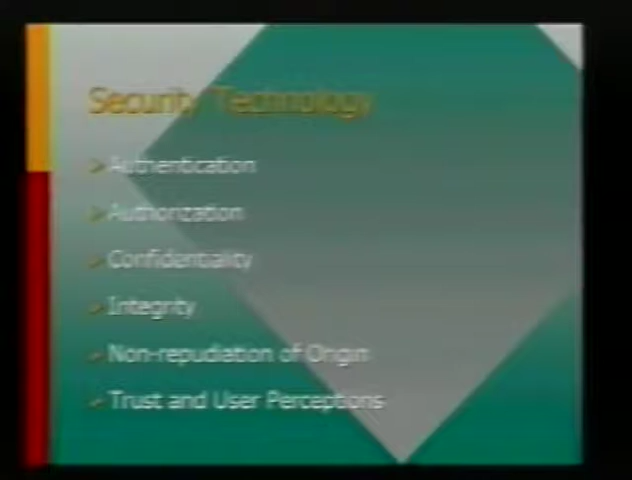 Security Technology
Authentication
Authorization
Confidentiality
Integrity
Non-repudiation of Origin
Trust and User Perceptions